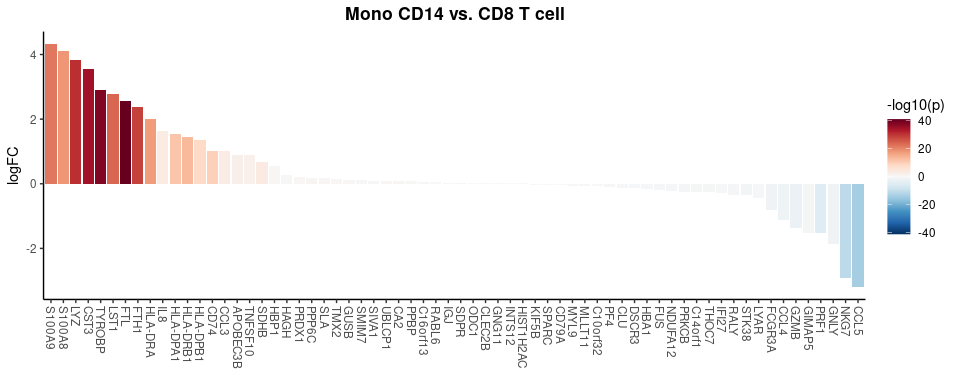 Mono CD14 vs. CD8 T cell
logFC
4
2
0
-2
-log10(p)
40
20
0
-20
-40
S100A9
S100A8
LYZ
CST3
TYROBP
LST1
FTL
FTH1
HLA-DRA
IL8
HLA-DPA1
HLA-DRB1
HLA-DPB1
CD74
CCL3
APOBEC3B
TNFSF10
SDHB
HBP1
HAGH
PRDX1
PPP6C
SLA
TMX2
GUSB
SMIM7
SIVA1
UBLCP1
CA2
PPBP
C16orf13
RABL6
IGJ
SDPR
ODC1
CLEC2B
GNG11
INTS12
HIST1H2AC
KIF5B
SPARC
CD79A
MYL9
MLLT11
C10orf32
PF4
CLU
DSCR3
HBA1
FUS
NDUFA12
PRKCB
C14orf1
THOC7
IFI27
RALY
STK38
LYAR
FCGR3A
CCL4
GZMB
GIMAP5
PRF1
GNLY
NKG7
CCL5